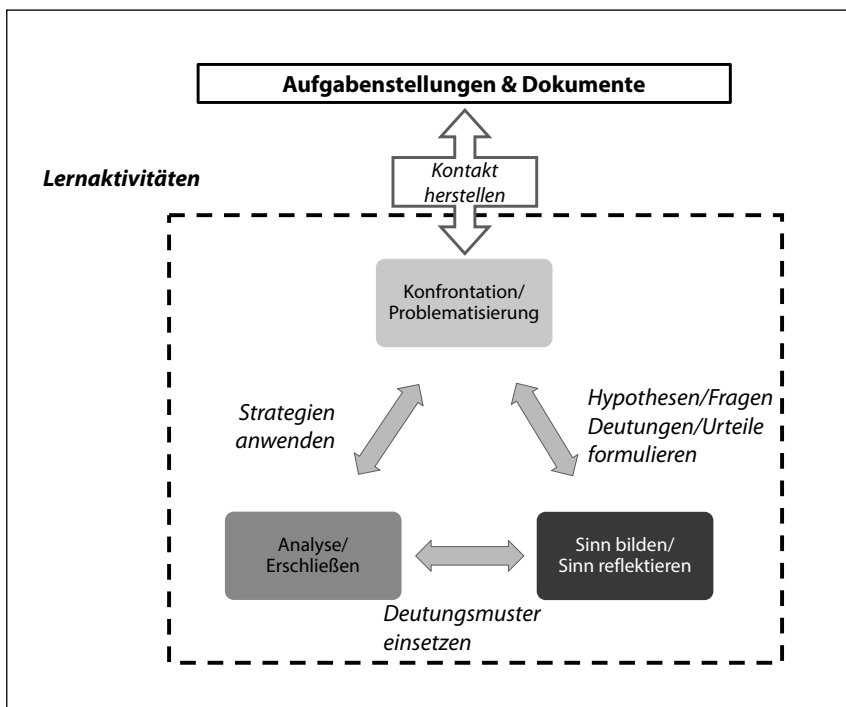 Aufgabenstellungen & Dokumente
Kontakt
herstellen
Lernaktivitäten
Konfrontation/
Problematisierung
Strategien
anwenden
Hypothesen/Fragen
Deutungen/Urteile
formulieren
Analyse/
Erschließen
Sinn bilden/
Sinn reflektieren
Deutungsmuster
einsetzen